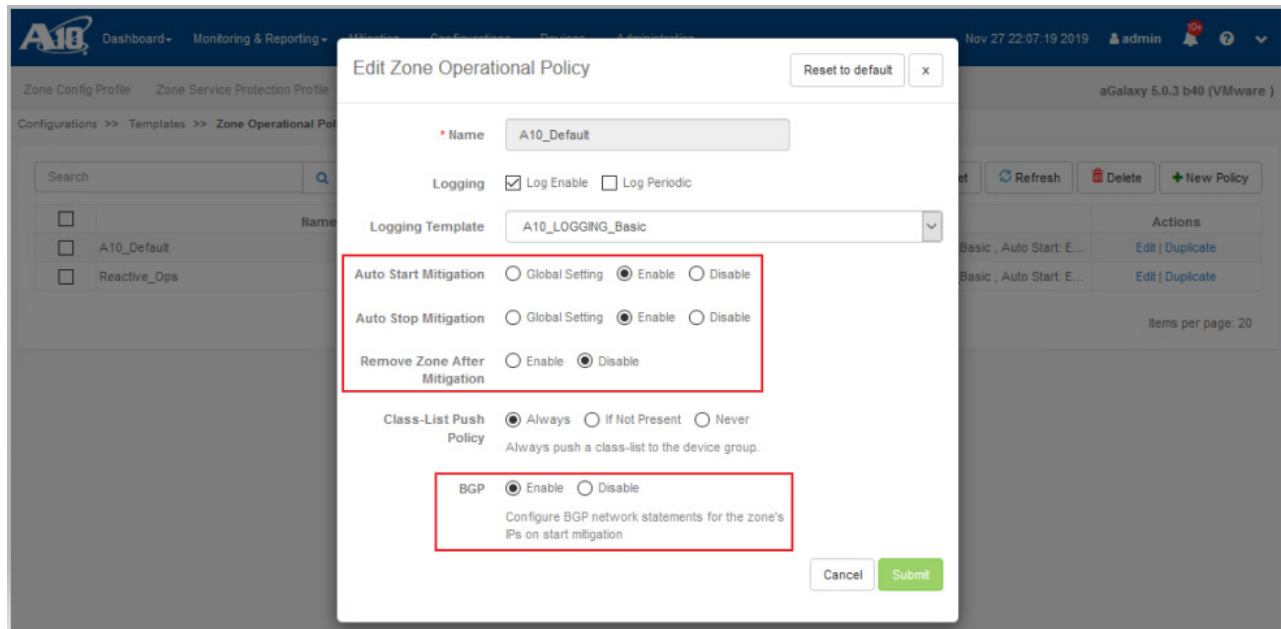 A10 Dashboard Monitoring & Reporting Mitigation Configurations Devices Administration Nov 27 22:07:19 2019 admin 10+
Zone Config Profile Zone Service Protection Profile aGalaxy 5.0.3 b40 (VMware )
Configurations >> Templates >> Zone Operational Pol
Edit Zone Operational Policy Reset to default x
* Name A10_Default
Logging Log Enable Log Periodic
Logging Template A10_LOGGING_Basic
Auto Start Mitigation Global Setting Enable Disable
Auto Stop Mitigation Global Setting Enable Disable
Remove Zone After Mitigation Enable Disable
Class-List Push Policy Always If Not Present Never
Always push a class-list to the device group.
BGP Enable Disable
Configure BGP network statements for the zone's
IPs on start mitigation
Cancel Submit
Search et Refresh Delete + New Policy
Name Actions
A10_Default Basic , Auto Start: E... Edit | Duplicate
Reactive_Ops Basic , Auto Start: E... Edit | Duplicate
Items per page: 20